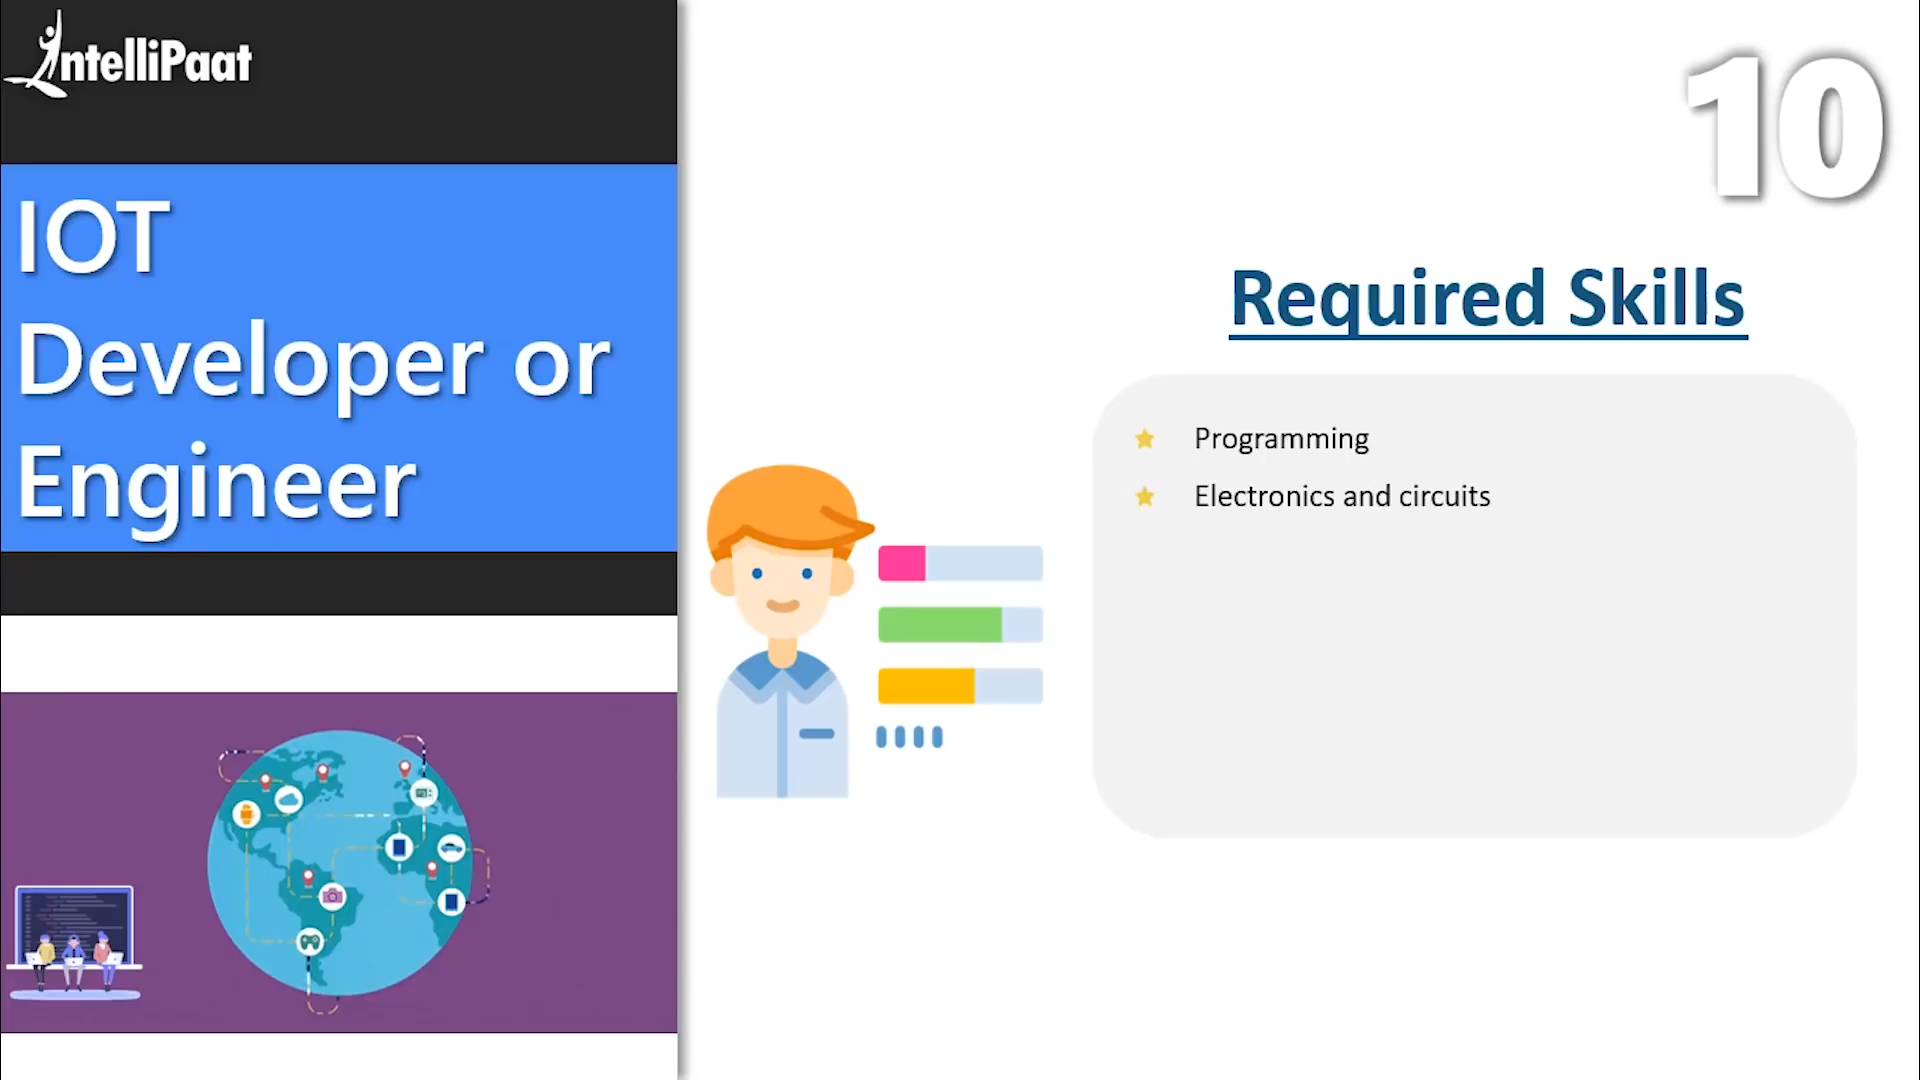 IntelliPaat
IOT
Developer or
Engineer
10
Required Skills
Programming
Electronics and circuits